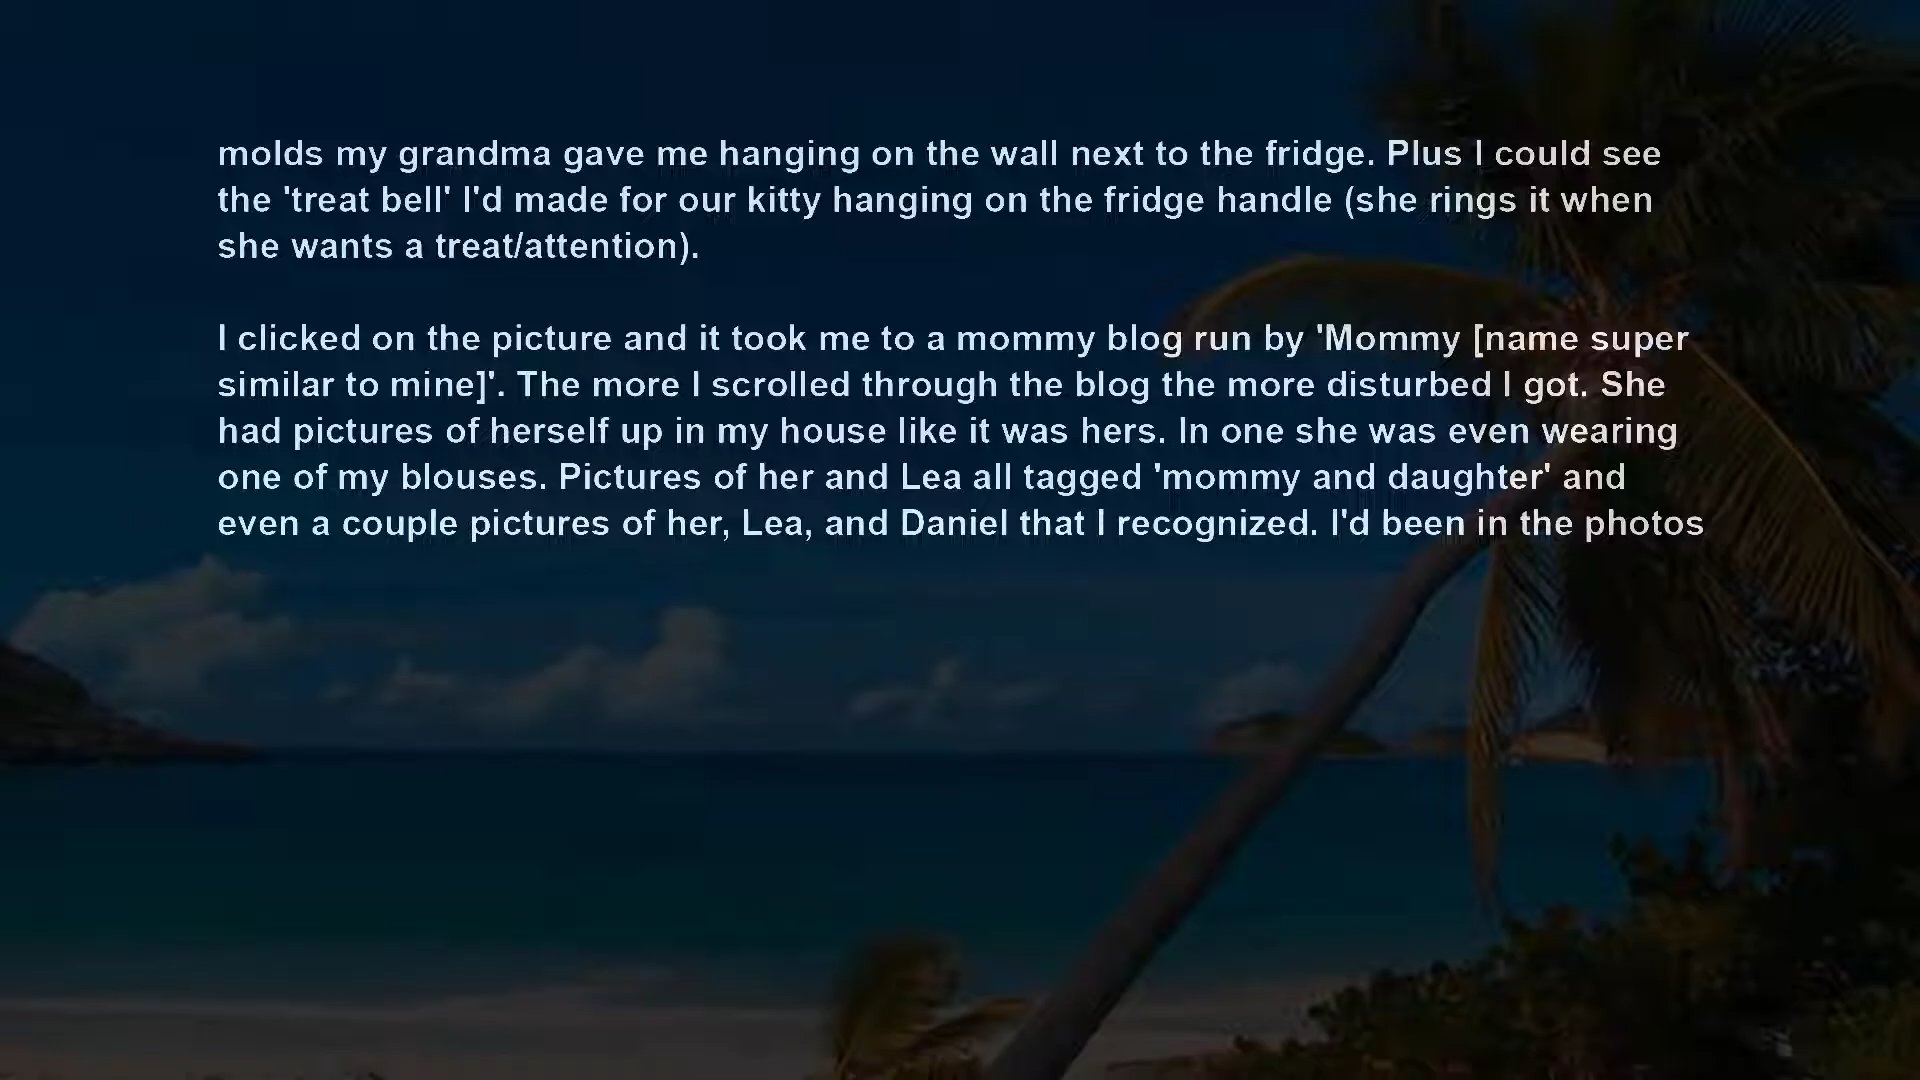 molds my grandma gave me hanging on the wall next to the fridge. Plus I could see
the 'treat bell' I'd made for our kitty hanging on the fridge handle (she rings it when
she wants a treat/attention).
I clicked on the picture and it took me to a mommy blog run by 'Mommy [name super
similar to mine]'. The more I scrolled through the blog the more disturbed I got. She
had pictures of herself up in my house like it was hers. In one she was even wearing
one of my blouses. Pictures of her and Lea all tagged 'mommy and daughter' and
even a couple pictures of her, Lea, and Daniel that I recognized. I'd been in the photos